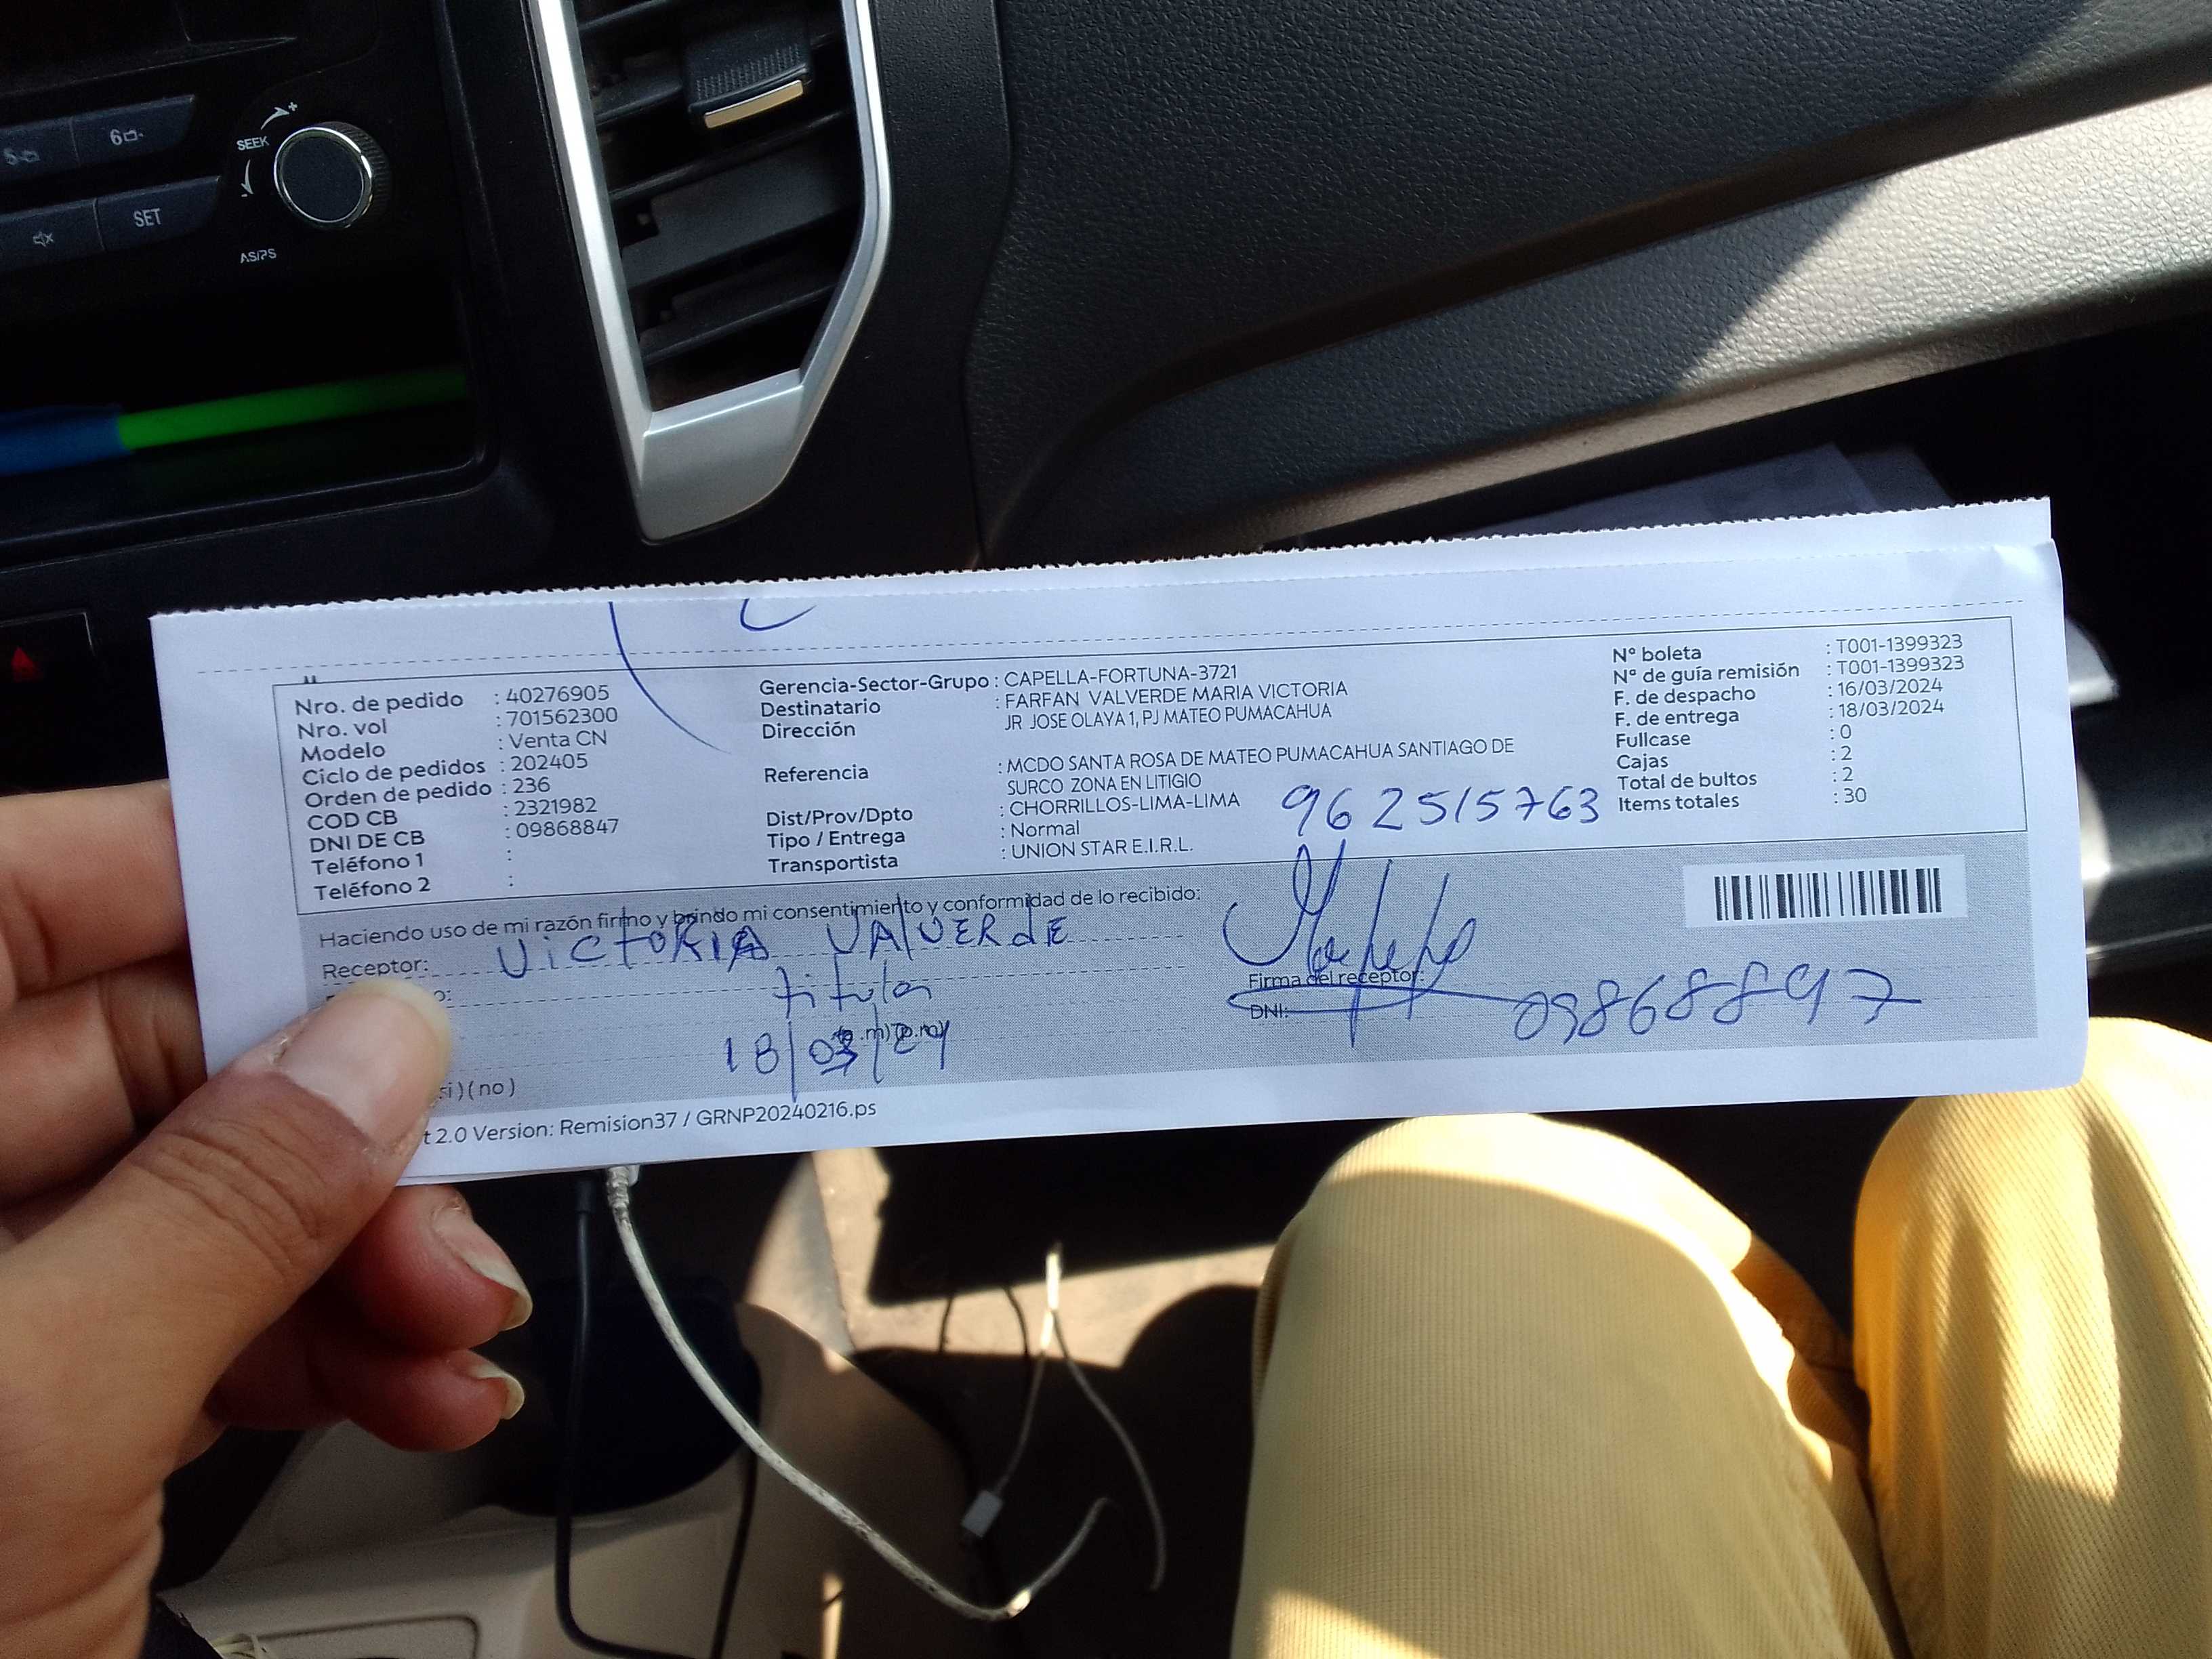 6
SEEK
+
-
SET
AS/PS
Nro. de pedido : 40276905
Nro. vol : 701562300
Modelo : Venta CN
Ciclo de pedidos : 202405
Orden de pedido : 236
COD CB : 2321982
DNI DE CB : 09868847
Teléfono 1 :
Teléfono 2 :
Gerencia-Sector-Grupo : CAPELLA-FORTUNA-3721
Destinatario : FARFAN VALVERDE MARIA VICTORIA
Dirección JR JOSE OLAYA 1, PJ MATEO PUMACAHUA
Referencia : MCDO SANTA ROSA DE MATEO PUMACAHUA SANTIAGO DE
SURCO ZONA EN LITIGIO
Dist/Prov/Dpto : CHORRILLOS-LIMA-LIMA
Tipo / Entrega : Normal
Transportista : UNION STAR E.I.R.L.
962515763
N° boleta : T001-1399323
N° de guía remisión : T001-1399323
F. de despacho : 16/03/2024
F. de entrega : 18/03/2024
Fullcase : 0
Cajas : 2
Total de bultos : 2
Items totales : 30
Haciendo uso de mi razón firmo y brindo mi consentimiento y conformidad de lo recibido:
Receptor: VICTORIA VALVERdE
o:
titular
18/03/24
si ) ( no )
Firma del receptor:
DNI: 09868897
t 2.0 Version: Remision37 / GRNP20240216.ps